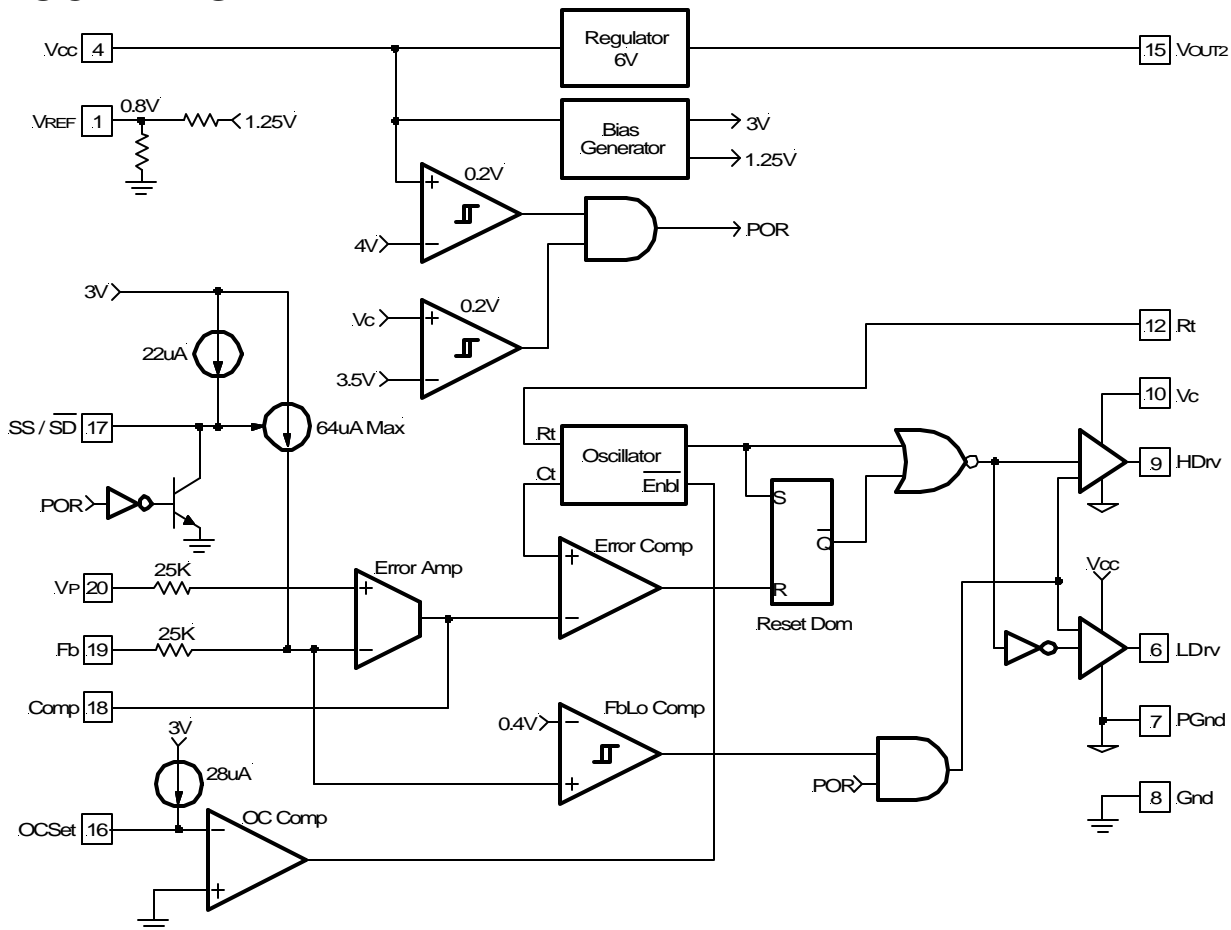 Vcc 4
Regulator
6V
15 VOUT2
VREF 1
0.8V
1.25V
Bias
Generator
3V
1.25V
0.2V
4V
POR
3V
0.2V
Vc
3.5V
22uA
12 Rt
10 Vc
SS / SD 17
64uA Max
Rt
Oscillator
Ct
Enbl
9 HDrv
POR
S
Q
R
Reset Dom
Error Comp
Vcc
VP 20
25K
Error Amp
Fb 19
25K
6 LDrv
Comp 18
FbLo Comp
0.4V
7 PGnd
3V
28uA
POR
8 Gnd
OCSet 16
OC Comp